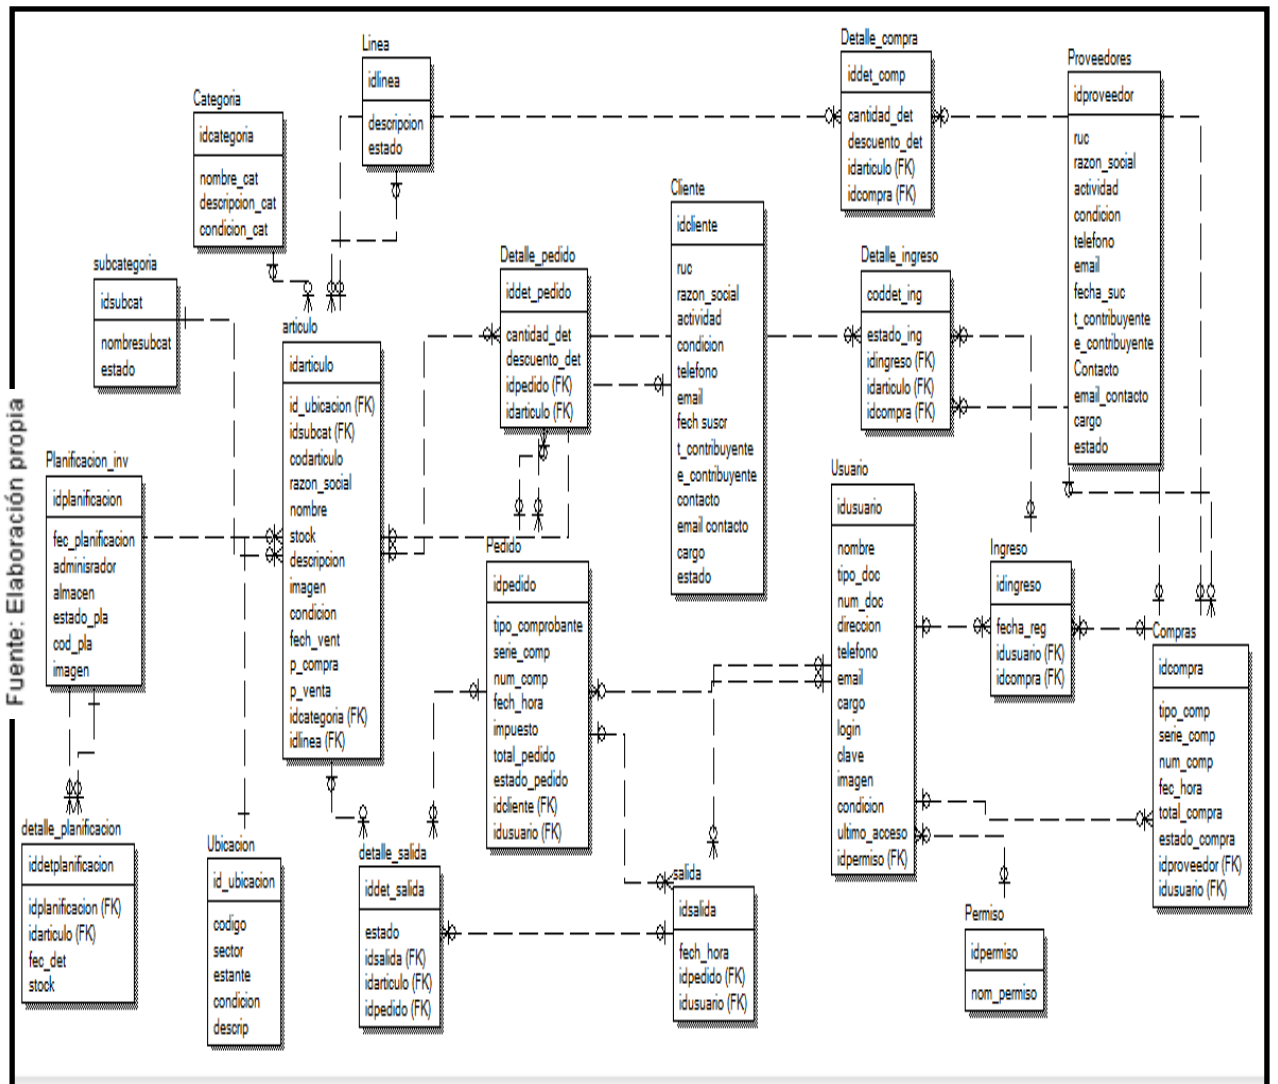 Fuente: Elaboración propia
Linea
idlinea
descripcion
estado
Detalle_compra
iddet_comp
cantidad_det
descuento_det
idarticulo (FK)
idcompra (FK)
Proveedores
idproveedor
ruc
razon_social
actividad
condicion
telefono
email
fecha_suc
t_contribuyente
e_contribuyente
Contacto
email_contacto
cargo
estado
Categoria
idcategoria
nombre_cat
descripcion_cat
condicion_cat
Cliente
idcliente
ruc
razon_social
actividad
condicion
telefono
email
fech suscr
t_contribuyente
e_contribuyente
contacto
email contacto
cargo
estado
subcategoria
idsubcat
nombresubcat
estado
Detalle_pedido
iddet_pedido
cantidad_det
descuento_det
idpedido (FK)
idarticulo (FK)
Detalle_ingreso
coddet_ing
estado_ing
idingreso (FK)
idarticulo (FK)
idcompra (FK)
articulo
idarticulo
id_ubicacion (FK)
idsubcat (FK)
codarticulo
razon_social
nombre
stock
descripcion
imagen
condicion
fech_vent
p_compra
p_venta
idcategoria (FK)
idlinea (FK)
Planificacion_inv
idplanificacion
fec_planificacion
adminisrador
almacen
estado_pla
cod_pla
imagen
Usuario
idusuario
nombre
tipo_doc
num_doc
direccion
telefono
email
cargo
login
clave
imagen
condicion
ultimo_acceso
idpermiso (FK)
Pedido
idpedido
tipo_comprobante
serie_comp
num_comp
fech_hora
impuesto
total_pedido
estado_pedido
idcliente (FK)
idusuario (FK)
Ingreso
idingreso
fecha_reg
idusuario (FK)
idcompra (FK)
Compras
idcompra
tipo_comp
serie_comp
num_comp
fec_hora
total_compra
estado_compra
idproveedor (FK)
idusuario (FK)
detalle_planificacion
iddetplanificacion
idplanificacion (FK)
idarticulo (FK)
fec_det
stock
Ubicacion
id_ubicacion
codigo
sector
estante
condicion
descrip
detalle_salida
iddet_salida
estado
idsalida (FK)
idarticulo (FK)
idpedido (FK)
salida
idsalida
fech_hora
idpedido (FK)
idusuario (FK)
Permiso
idpermiso
nom_permiso